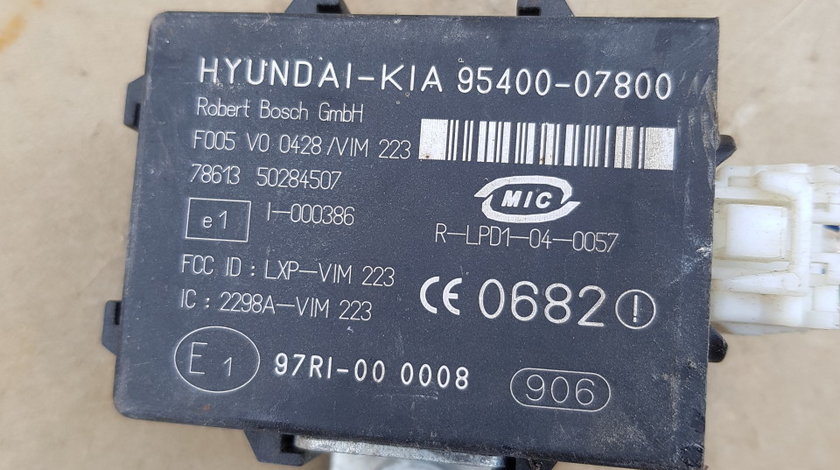 HYUNDAI-KIA 95400-07800
Robert Bosch GmbH
F005 V0 0428/VIM 223
78613 50284507
MIC
e1 I-000386
R-LPD1-04-0057
FCC ID : LXP-VIM 223
IC : 2298A-VIM 223
CE 0682
E1 97RI-00 0008
906